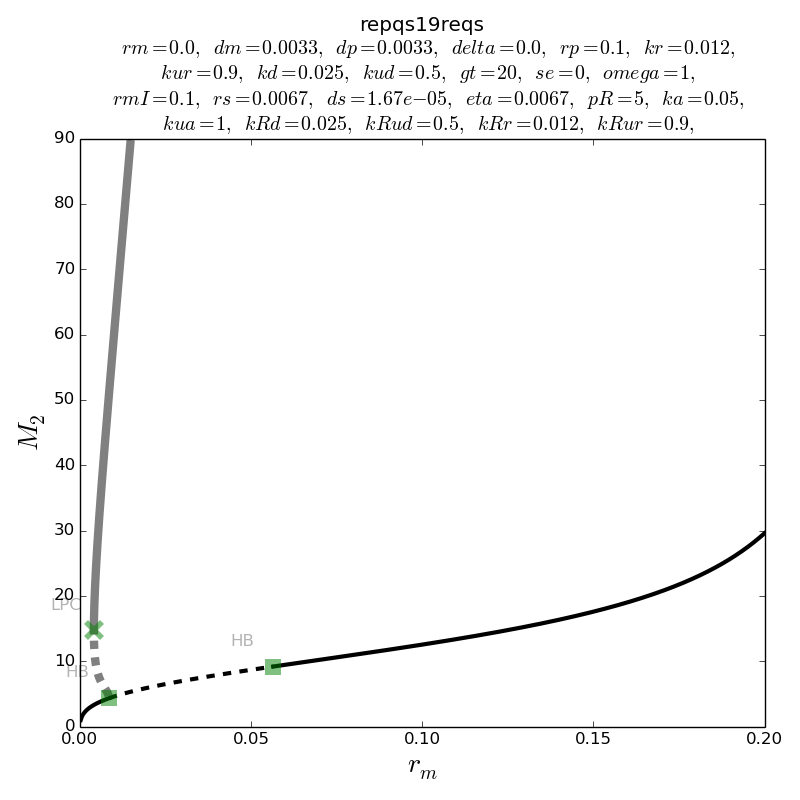 repqs19reqs
rm=0.0, dm=0.0033, dp=0.0033, delta=0.0, rp=0.1, kr=0.012,
kur=0.9, kd=0.025, kud=0.5, gt=20, se=0, omega=1,
rmI=0.1, rs=0.0067, ds=1.67e−05, eta=0.0067, pR=5, ka=0.05,
kua=1, kRd=0.025, kRud=0.5, kRr=0.012, kRur=0.9,
90
80
70
60
50
M_2
40
30
20
LPC
HB
10
HB
0
0.00 0.05 0.10 0.15 0.20
r_m